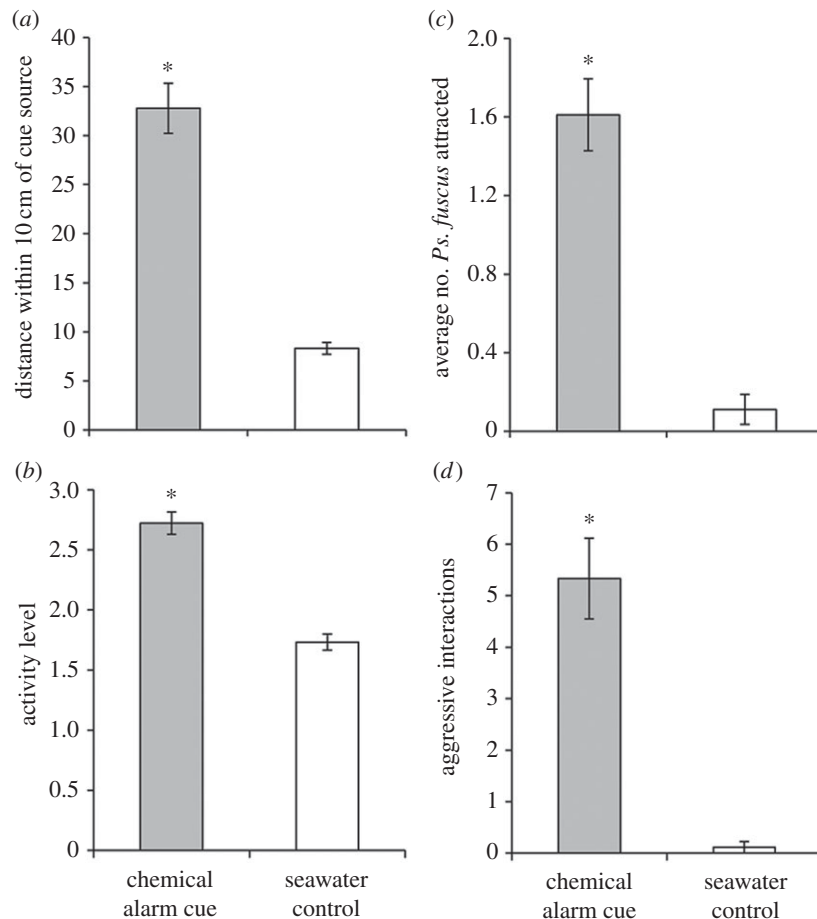 (a)
40
35
30
25
20
15
10
5
0
distance within 10 cm of cue source
*
(c)
2.0
1.6
1.2
0.8
0.4
0
average no. Ps. fuscus attracted
*
(b)
3.0
2.5
2.0
1.5
1.0
0.5
0
activity level
*
chemical
alarm cue
seawater
control
(d)
7
6
5
4
3
2
1
0
aggressive interactions
*
chemical
alarm cue
seawater
control